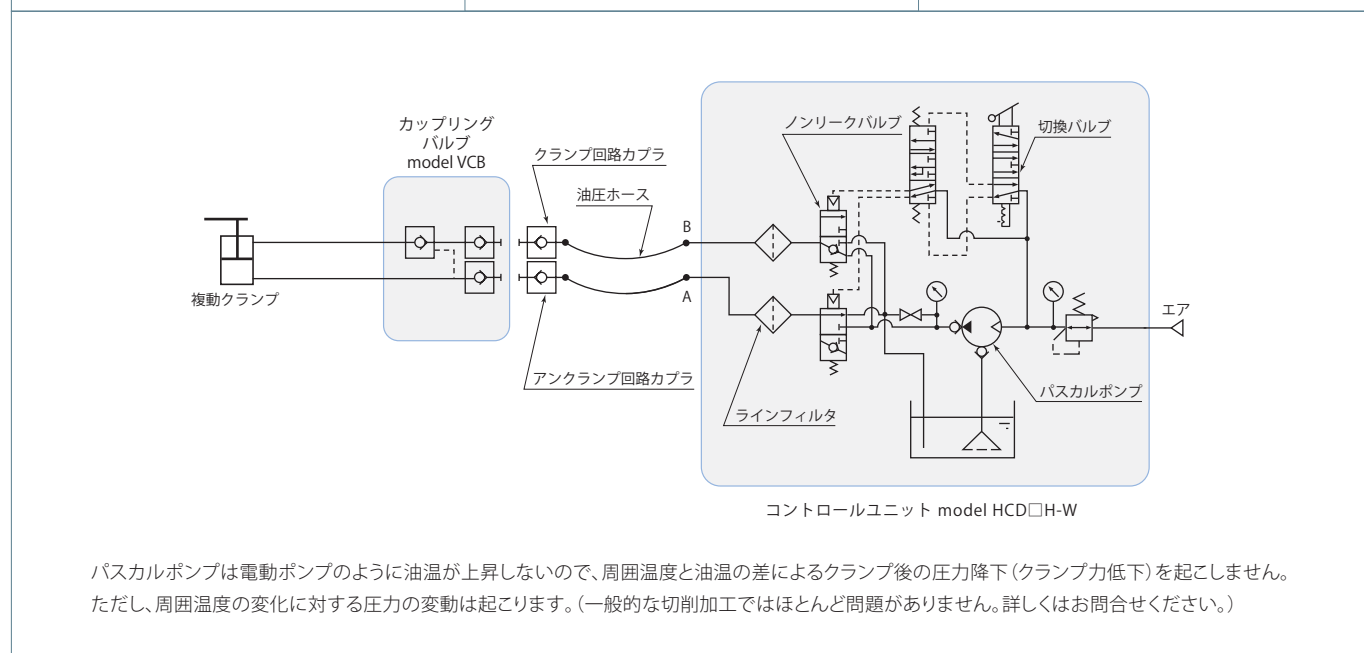 カップリング
バルブ
model VCB
クランプ回路カプラ
油圧ホース
ノンリークバルブ
切換バルブ
B
A
複動クランプ
エア
アンクランプ回路カプラ
ラインフィルタ
パスカルポンプ
コントロールユニット model HCD□H-W
パスカルポンプは電動ポンプのように油温が上昇しないので、周囲温度と油温の差によるクランプ後の圧力降下(クランプ力低下)を起こしません。
ただし、周囲温度の変化に対する圧力の変動は起こります。(一般的な切削加工ではほとんど問題がありません。詳しくはお問合せください。)